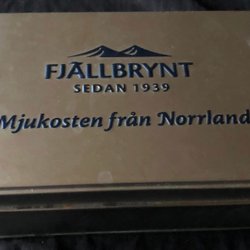 FJÄLLBRYNT
SEDAN 1939
Mjukosten från Norrland